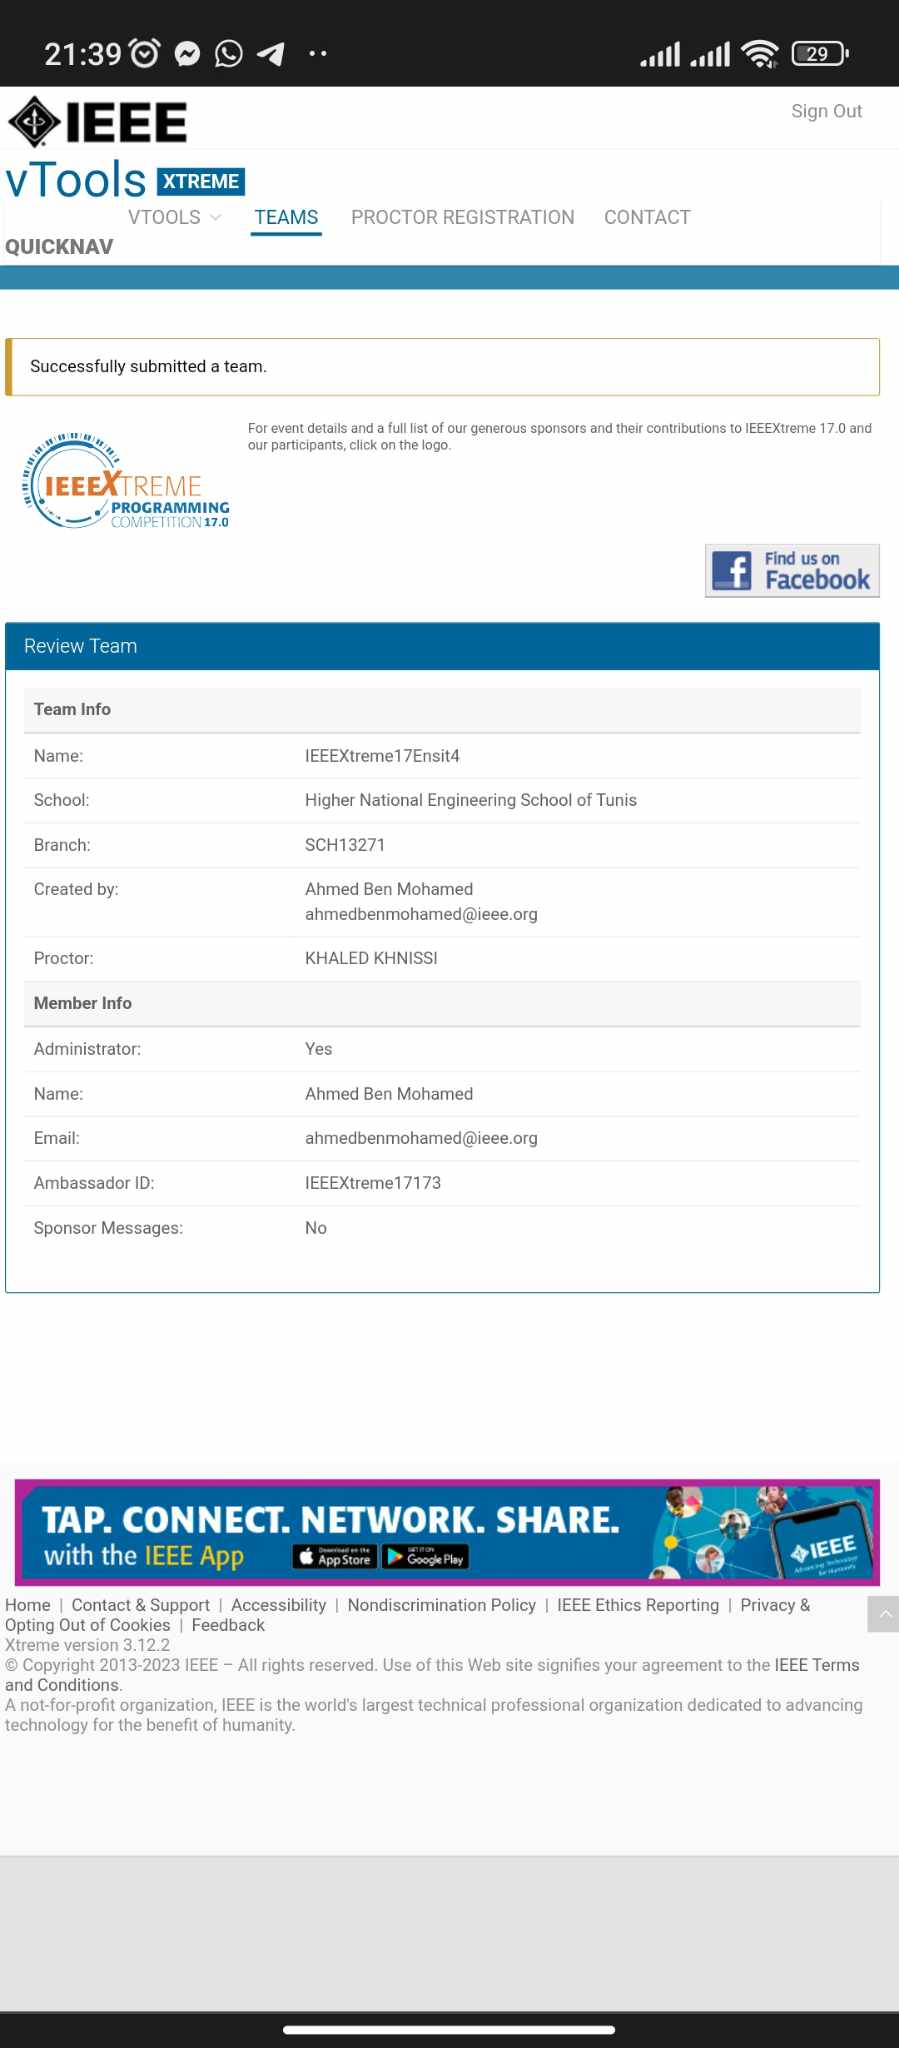 21:39
29
IEEE
Sign Out
vTools XTREME
VTOOLS TEAMS PROCTOR REGISTRATION CONTACT
QUICKNAV
Successfully submitted a team.
For event details and a full list of our generous sponsors and their contributions to IEEEXtreme 17.0 and
our participants, click on the logo.
IEEEXTREME
PROGRAMMING
COMPETITION 17.0
Find us on
Facebook
Review Team
Team Info
Name: IEEEXtreme17Ensit4
School: Higher National Engineering School of Tunis
Branch: SCH13271
Created by: Ahmed Ben Mohamed
ahmedbenmohamed@ieee.org
Proctor: KHALED KHNISSI
Member Info
Administrator: Yes
Name: Ahmed Ben Mohamed
Email: ahmedbenmohamed@ieee.org
Ambassador ID: IEEEXtreme17173
Sponsor Messages: No
TAP. CONNECT. NETWORK. SHARE.
with the IEEE App
Download on the
App Store
GET IT ON
Google Play
IEEE
Advancing Technology
for Humanity
Home | Contact & Support | Accessibility | Nondiscrimination Policy | IEEE Ethics Reporting | Privacy &
Opting Out of Cookies | Feedback
Xtreme version 3.12.2
© Copyright 2013-2023 IEEE – All rights reserved. Use of this Web site signifies your agreement to the IEEE Terms
and Conditions.
A not-for-profit organization, IEEE is the world's largest technical professional organization dedicated to advancing
technology for the benefit of humanity.